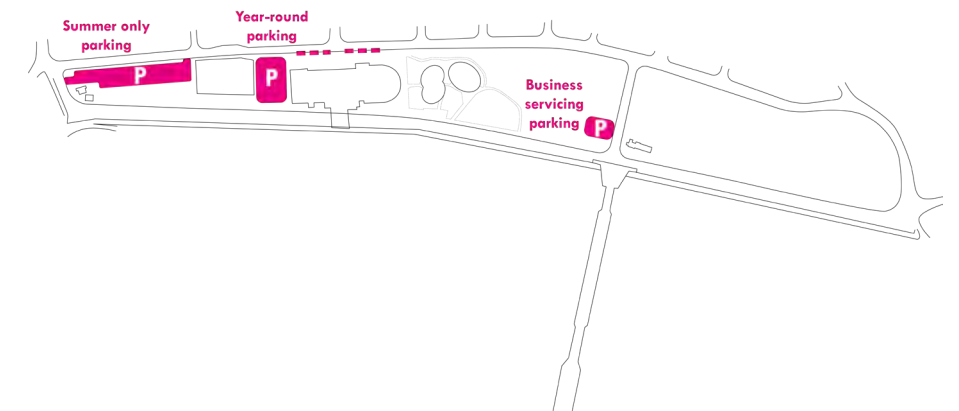 Summer only
parking
P
Year-round
parking
P
Business
servicing
parking
P